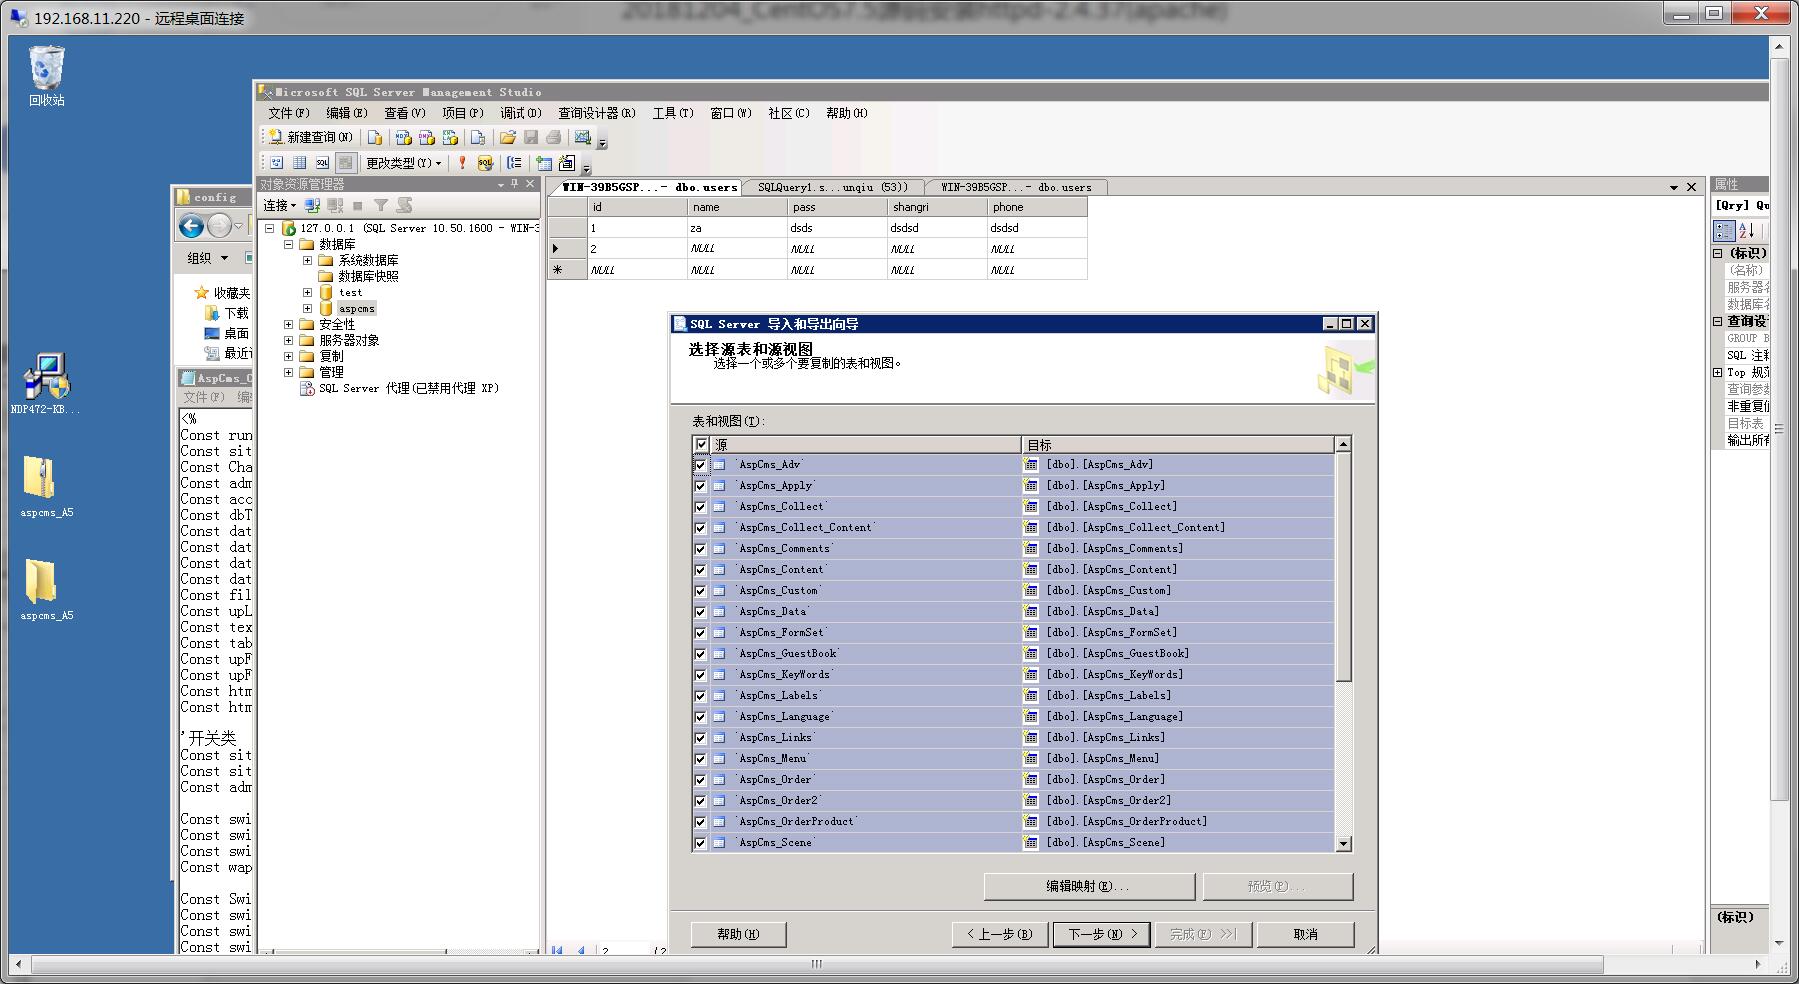 20181204_CentOS7.5源码安装httpd-2.4.37(apache)
192.168.11.220 - 远程桌面连接
回收站
NDP472-KB...
aspcms_A5
aspcms_A5
config
组织
收藏夹
下载
桌面
最近
AspCms_C
文件(F)
<%
Const run
Const sit
Const Cha
Const adm
Const acc
Const dbT
Const dat
Const dat
Const dat
Const dat
Const fil
Const upL
Const tex
Const tab
Const upF
Const upF
Const htm
Const htm
'开关类
Const sit
Const sit
Const adm
Const swi
Const swi
Const swi
Const wap
Const Swi
Const swi
Const swi
Const swi
Microsoft SQL Server Management Studio
文件(F) 编辑(E) 查看(V) 项目(P) 调试(D) 查询设计器(R) 工具(T) 窗口(W) 社区(C) 帮助(H)
新建查询(N)
更改类型(Y)
对象资源管理器
连接
127.0.0.1 (SQL Server 10.50.1600 - WIN-3
数据库
系统数据库
数据库快照
test
aspcms
安全性
服务器对象
复制
管理
SQL Server 代理(已禁用代理 XP)
WIN-39B5GSP...- dbo.users SQLQuery1.s...unqiu (53)) WIN-39B5GSP...- dbo.users
id name pass shangri phone
1 za dsds dsdsd dsdsd
2 NULL NULL NULL NULL
* NULL NULL NULL NULL NULL
2 / 2
SQL Server 导入和导出向导
选择源表和源视图
选择一个或多个要复制的表和视图。
表和视图(T):
源 目标
`AspCms_Adv` [dbo].[AspCms_Adv]
`AspCms_Apply` [dbo].[AspCms_Apply]
`AspCms_Collect` [dbo].[AspCms_Collect]
`AspCms_Collect_Content` [dbo].[AspCms_Collect_Content]
`AspCms_Comments` [dbo].[AspCms_Comments]
`AspCms_Content` [dbo].[AspCms_Content]
`AspCms_Custom` [dbo].[AspCms_Custom]
`AspCms_Data` [dbo].[AspCms_Data]
`AspCms_FormSet` [dbo].[AspCms_FormSet]
`AspCms_GuestBook` [dbo].[AspCms_GuestBook]
`AspCms_KeyWords` [dbo].[AspCms_KeyWords]
`AspCms_Labels` [dbo].[AspCms_Labels]
`AspCms_Language` [dbo].[AspCms_Language]
`AspCms_Links` [dbo].[AspCms_Links]
`AspCms_Menu` [dbo].[AspCms_Menu]
`AspCms_Order` [dbo].[AspCms_Order]
`AspCms_Order2` [dbo].[AspCms_Order2]
`AspCms_OrderProduct` [dbo].[AspCms_OrderProduct]
`AspCms_Scene` [dbo].[AspCms_Scene]
编辑映射(E)... 预览(P)...
帮助(H) < 上一步(B) 下一步(N) > 完成(F) >>| 取消
属性
[Qry] Qu
(标识)
(名称)
服务器名
数据库名
查询设
GROUP B
SQL 注释
Top 规范
查询参数
非重复值
目标表
输出所有
(标识)